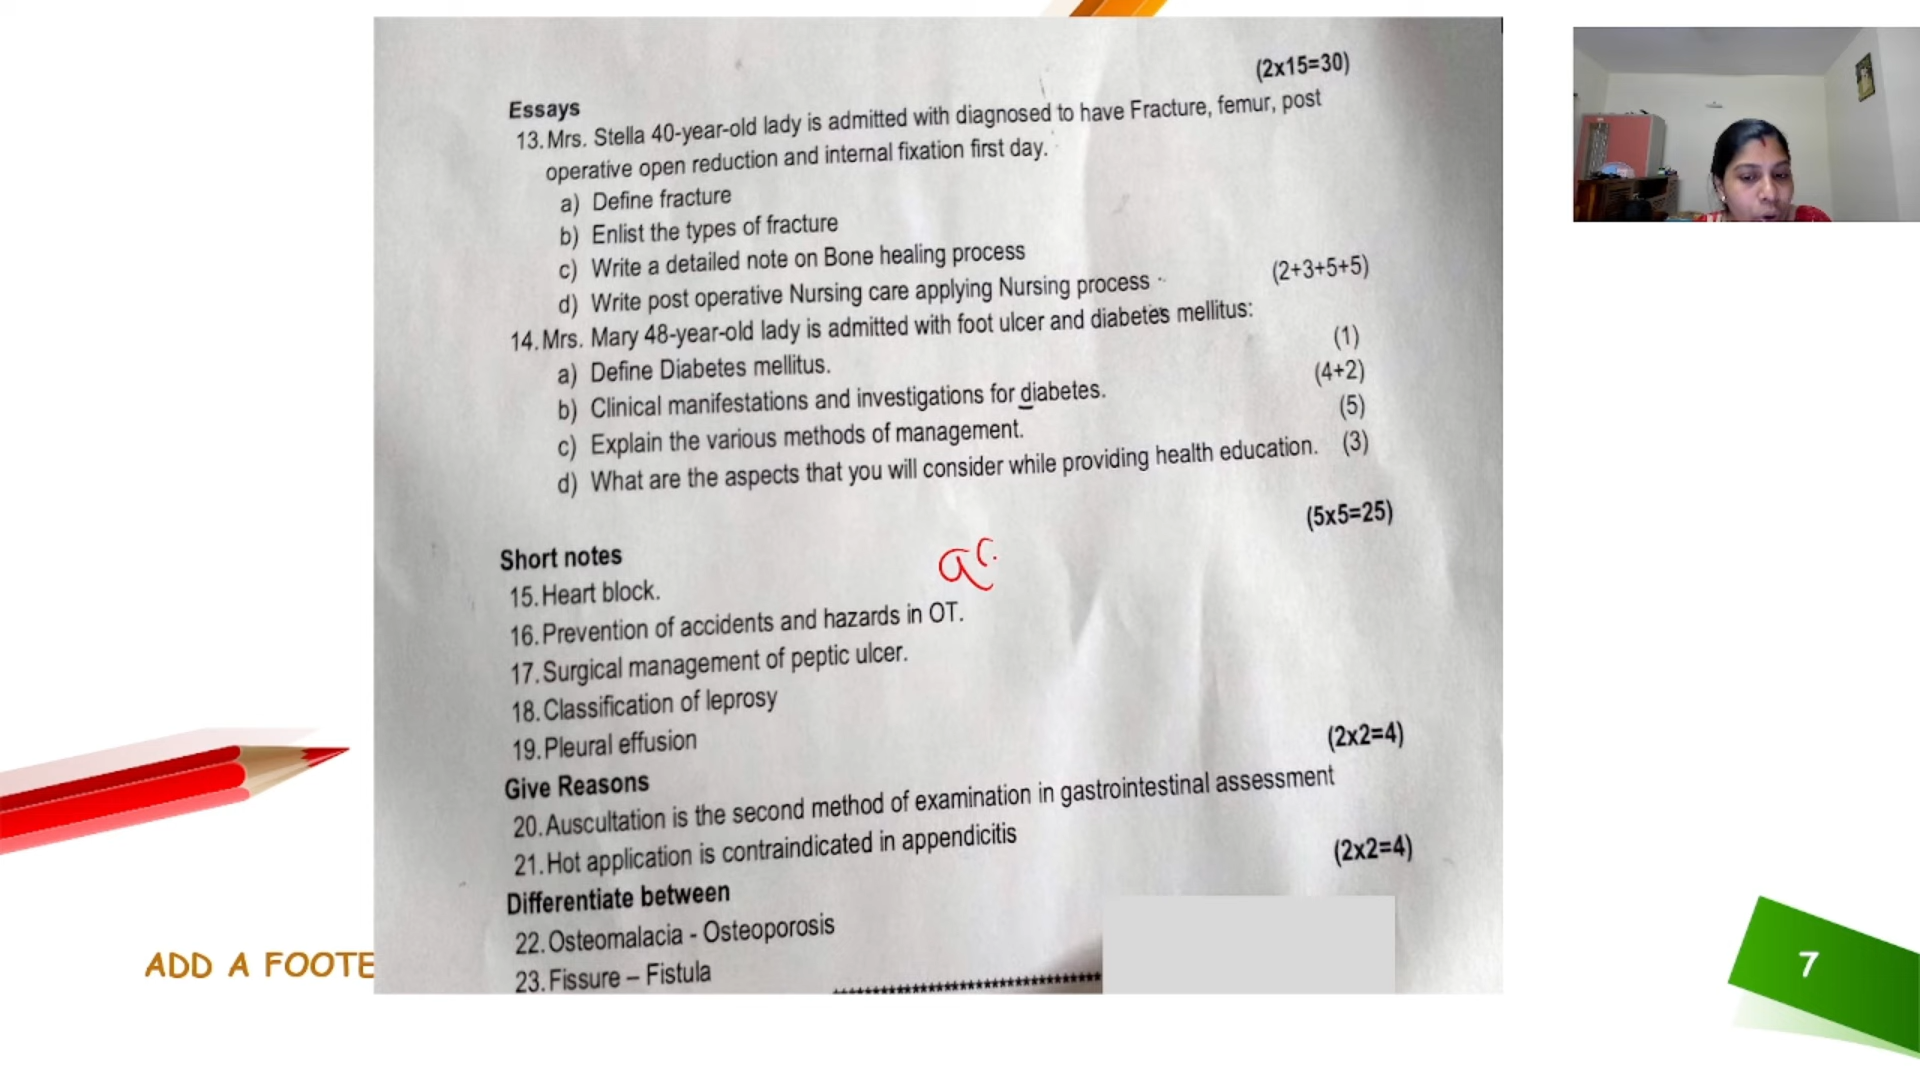 (2x15=30)
Essays
13. Mrs. Stella 40-year-old lady is admitted with diagnosed to have Fracture, femur, post
operative open reduction and internal fixation first day.
a) Define fracture
b) Enlist the types of fracture
c) Write a detailed note on Bone healing process
d) Write post operative Nursing care applying Nursing process (2+3+5+5)
14. Mrs. Mary 48-year-old lady is admitted with foot ulcer and diabetes mellitus:
a) Define Diabetes mellitus. (1)
b) Clinical manifestations and investigations for diabetes. (4+2)
c) Explain the various methods of management. (5)
d) What are the aspects that you will consider while providing health education. (3)
(5x5=25)
Short notes
15. Heart block.
16. Prevention of accidents and hazards in OT.
17. Surgical management of peptic ulcer.
18. Classification of leprosy
19. Pleural effusion
(2x2=4)
Give Reasons
20. Auscultation is the second method of examination in gastrointestinal assessment
21. Hot application is contraindicated in appendicitis
(2x2=4)
Differentiate between
22. Osteomalacia - Osteoporosis
23. Fissure – Fistula
ADD A FOOTE
7